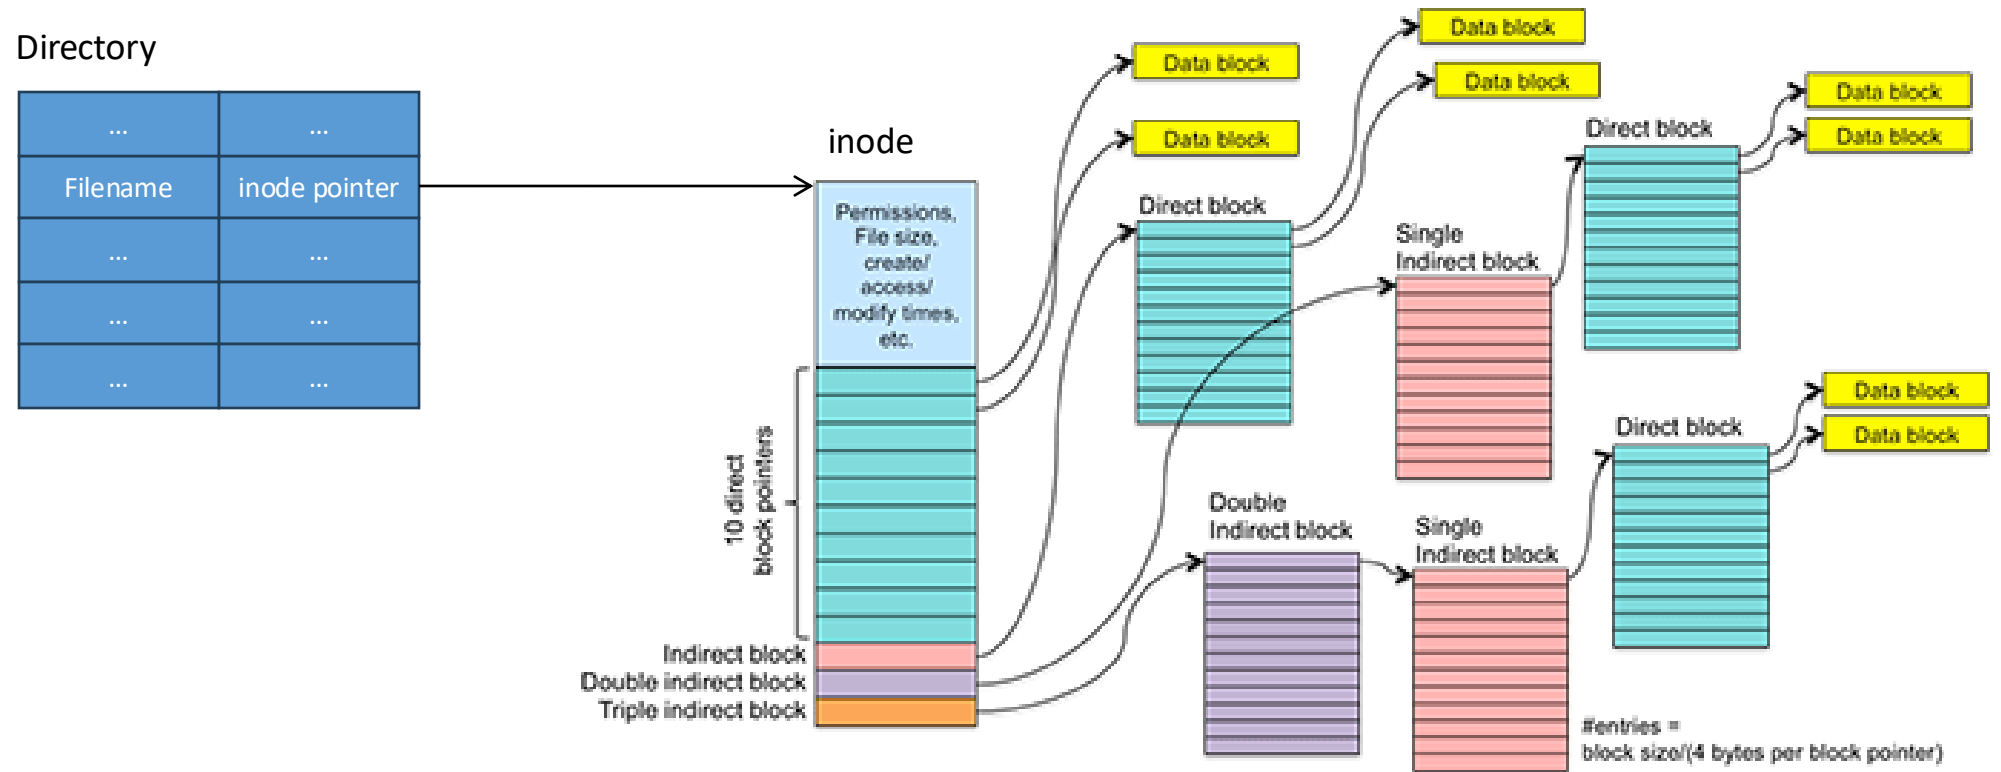 Directory
... ...
Filename inode pointer
... ...
... ...
... ...
inode
Permissions,
File size,
create/
access/
modify times,
etc.
10 direct
block pointers
Indirect block
Double indirect block
Triple indirect block
Data block
Data block
Direct block
Data block
Data block
Single
Indirect block
Direct block
Data block
Data block
Double
Indirect block
Single
Indirect block
Direct block
Data block
Data block
#entries =
block size/(4 bytes per block pointer)